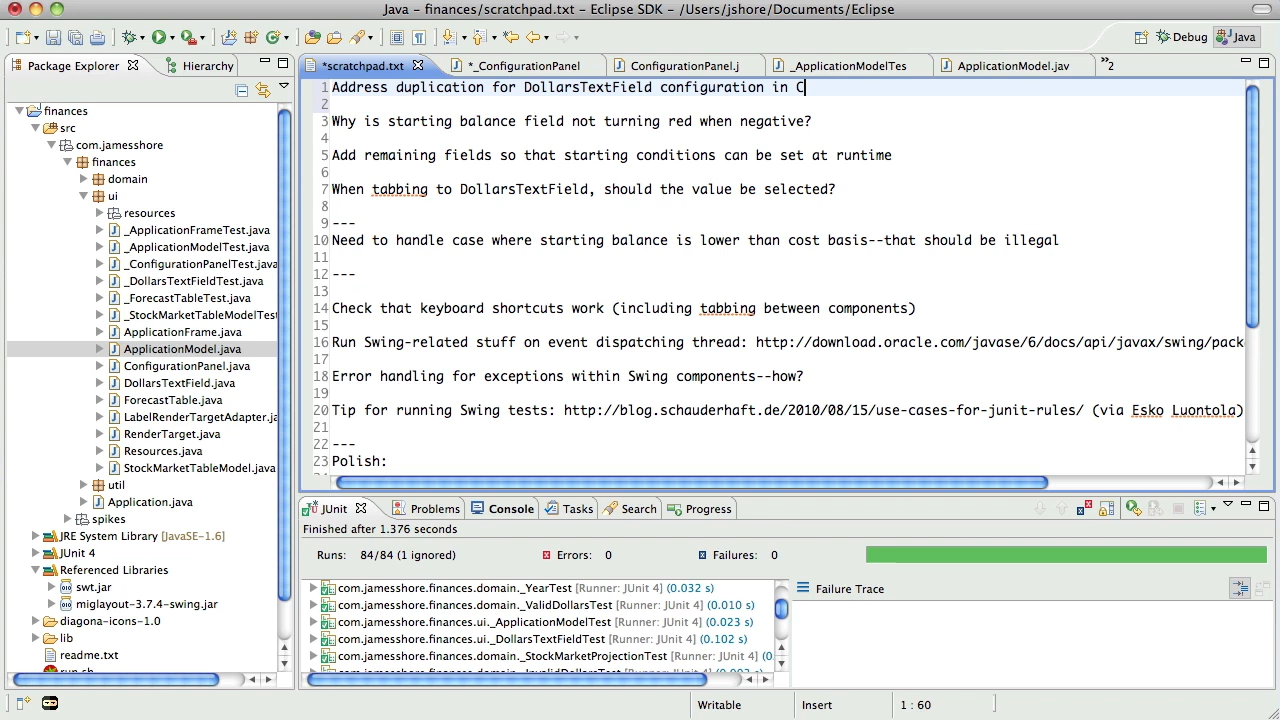 Java - finances/scratchpad.txt - Eclipse SDK - /Users/jshore/Documents/Eclipse
Debug
Java
Package Explorer
Hierarchy
*scratchpad.txt
*_ConfigurationPanel
ConfigurationPanel.j
_ApplicationModelTes
ApplicationModel.jav
»2
finances
src
com.jamesshore
finances
domain
ui
resources
_ApplicationFrameTest.java
_ApplicationModelTest.java
_ConfigurationPanelTest.java
_DollarsTextFieldTest.java
_ForecastTableTest.java
_StockMarketTableModelTest
ApplicationFrame.java
ApplicationModel.java
ConfigurationPanel.java
DollarsTextField.java
ForecastTable.java
LabelRenderTargetAdapter.ja
RenderTarget.java
Resources.java
StockMarketTableModel.java
util
Application.java
spikes
JRE System Library [JavaSE-1.6]
JUnit 4
Referenced Libraries
swt.jar
miglayout-3.7.4-swing.jar
diagona-icons-1.0
lib
readme.txt
run.sh
1 Address duplication for DollarsTextField configuration in C
2
3 Why is starting balance field not turning red when negative?
4
5 Add remaining fields so that starting conditions can be set at runtime
6
7 When tabbing to DollarsTextField, should the value be selected?
8
9 ---
10 Need to handle case where starting balance is lower than cost basis--that should be illegal
11
12 ---
13
14 Check that keyboard shortcuts work (including tabbing between components)
15
16 Run Swing-related stuff on event dispatching thread: http://download.oracle.com/javase/6/docs/api/javax/swing/pack
17
18 Error handling for exceptions within Swing components--how?
19
20 Tip for running Swing tests: http://blog.schauderhaft.de/2010/08/15/use-cases-for-junit-rules/ (via Esko Luontola)
21
22 ---
23 Polish:
JUnit
Problems
Console
Tasks
Search
Progress
Finished after 1.376 seconds
Runs: 84/84 (1 ignored)
Errors: 0
Failures: 0
com.jamesshore.finances.domain._YearTest [Runner: JUnit 4] (0.032 s)
com.jamesshore.finances.domain._ValidDollarsTest [Runner: JUnit 4] (0.010 s)
com.jamesshore.finances.ui._ApplicationModelTest [Runner: JUnit 4] (0.023 s)
com.jamesshore.finances.ui._DollarsTextFieldTest [Runner: JUnit 4] (0.102 s)
com.jamesshore.finances.domain._StockMarketProjectionTest [Runner: JUnit 4] (0
com.jamesshore.finances.domain._InvalidDollarsTest [Runner: JUnit 4]
Failure Trace
Writable
Insert
1 : 60